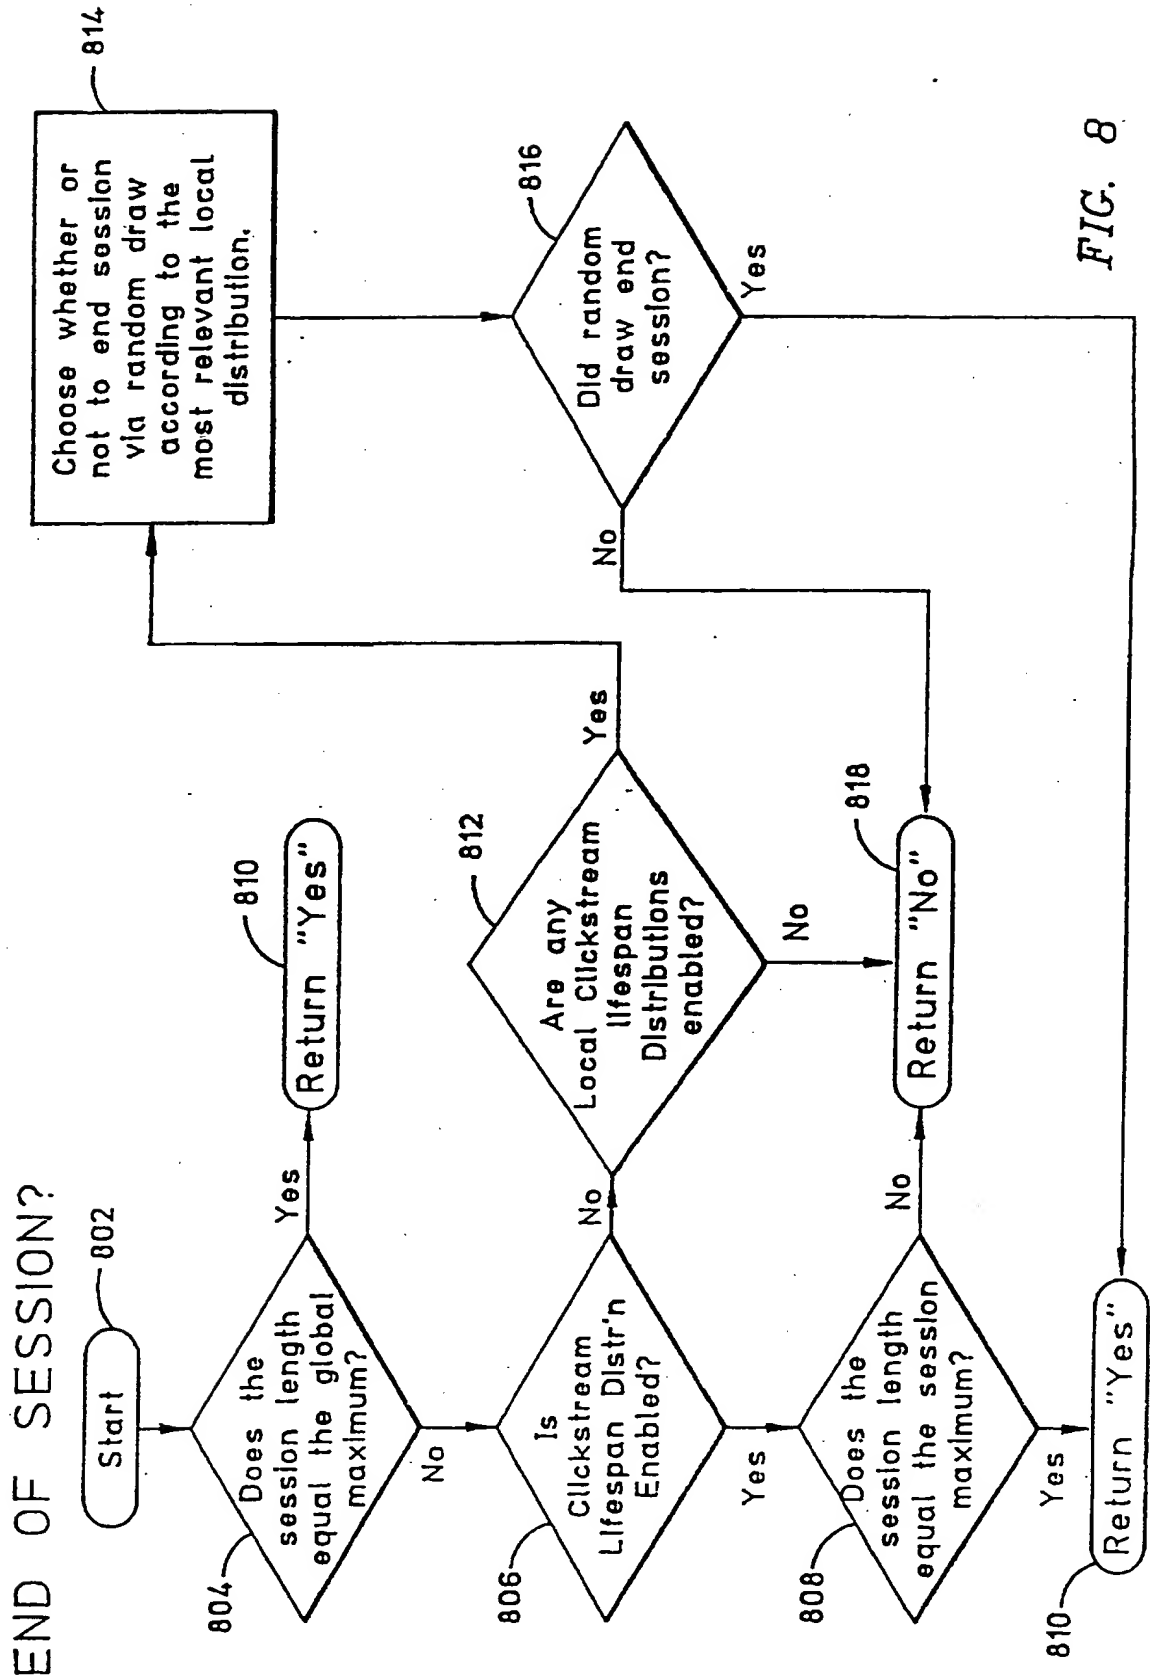 END OF SESSION?
Start
802
Does the
session length
equal the global
maximum?
804
Yes
Return "Yes"
810
No
Is
Clickstream
Lifespan Distr'n
Enabled?
806
No
Are any
Local Clickstream
lifespan
Distributions
enabled?
812
Yes
Choose whether or
not to end session
via random draw
according to the
most relevant local
distribution.
814
Did random
draw end
session?
816
No
Yes
No
Yes
Does the
session length
equal the session
maximum?
808
No
Return "No"
818
Yes
Return "Yes"
810
FIG. 8